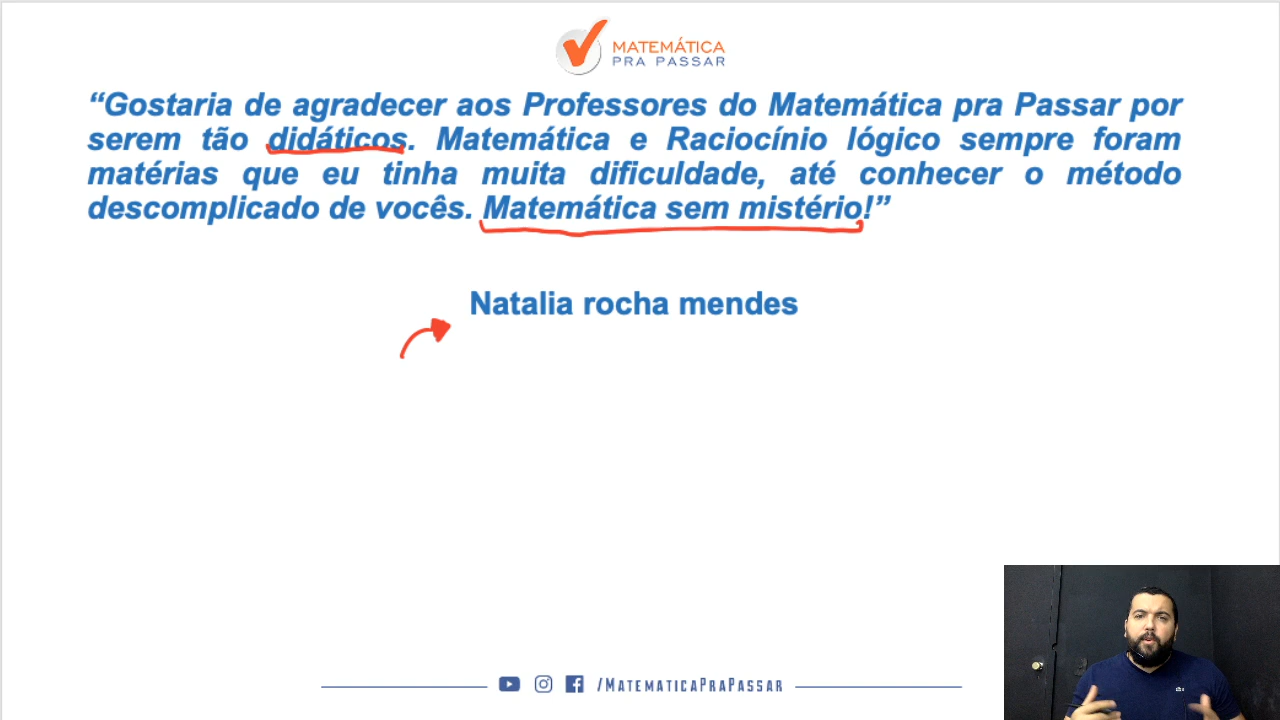 MATEMÁTICA
PRA PASSAR
“Gostaria de agradecer aos Professores do Matemática pra Passar por
serem tão didáticos. Matemática e Raciocínio lógico sempre foram
matérias que eu tinha muita dificuldade, até conhecer o método
descomplicado de vocês. Matemática sem mistério!”
Natalia rocha mendes
/MATEMATICAPRAPASSAR